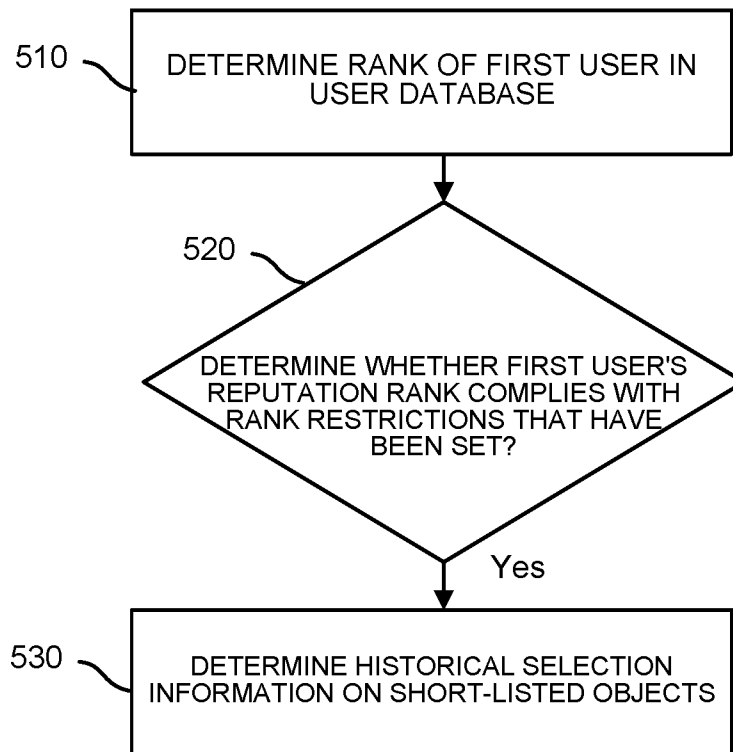 510
DETERMINE RANK OF FIRST USER IN
USER DATABASE
520
DETERMINE WHETHER FIRST USER'S
REPUTATION RANK COMPLIES WITH
RANK RESTRICTIONS THAT HAVE
BEEN SET?
Yes
530
DETERMINE HISTORICAL SELECTION
INFORMATION ON SHORT-LISTED OBJECTS